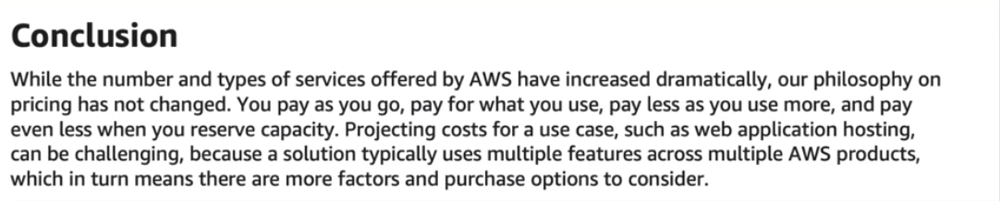 Conclusion
While the number and types of services offered by AWS have increased dramatically, our philosophy on
pricing has not changed. You pay as you go, pay for what you use, pay less as you use more, and pay
even less when you reserve capacity. Projecting costs for a use case, such as web application hosting,
can be challenging, because a solution typically uses multiple features across multiple AWS products,
which in turn means there are more factors and purchase options to consider.